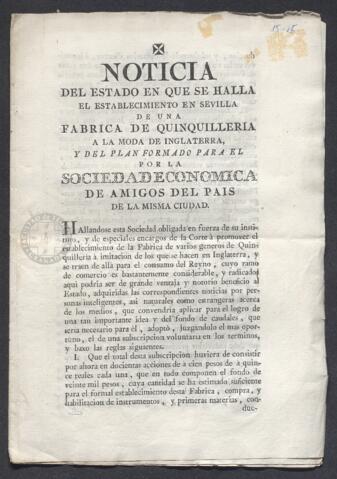 15-15
NOTICIA
DEL ESTADO EN QUE SE HALLA
EL ESTABLECIMIENTO EN SEVILLA
DE UNA
FABRICA DE QUINQUILLERIA
A LA MODA DE INGLATERRA,
Y DEL PLAN FORMADO PARA EL
POR LA
SOCIEDAD ECONOMICA
DE AMIGOS DEL PAIS
DE LA MISMA CIUDAD.
Hallandose esta Sociedad obligada en fuerza de su insti-
tuto, y de especiales encargos de la Corte à promover el
establecimiento de la Fabrica de varios generos de Quin-
quilleria à imitacion de los que se hacen en Inglaterra, y
se traen de allà para el consumo del Reyno, cuyo ramo
de comercio es bastantemente considerable, y radicados
aqui podria ser de grande ventaja y notorio beneficio al
Estado, adquiridas las correspondientes noticias por per-
sonas inteligentes, asi naturales como estrangeras acerca
de los medios, que convendria aplicar para el logro de
una tan importante idea y del fondo de caudales, que
seria necesario para èl, adoptò, juzgandolo el mas opor-
tuno, el de una subscripcion voluntaria en los terminos,
y baxo las reglas siguientes.
1. Que el total desta subscripcion huviera de consistir
por ahora en docientas acciones de à cien pesos de à quin-
ce reales cada una, que en todo componen el fondo de
veinte mil pesos, cuya cantidad se ha estimado suficiente
para el formal establecimiento desta Fabrica, compra, y
habilitacion de instrumentos, y primeras materias, con-
duc-